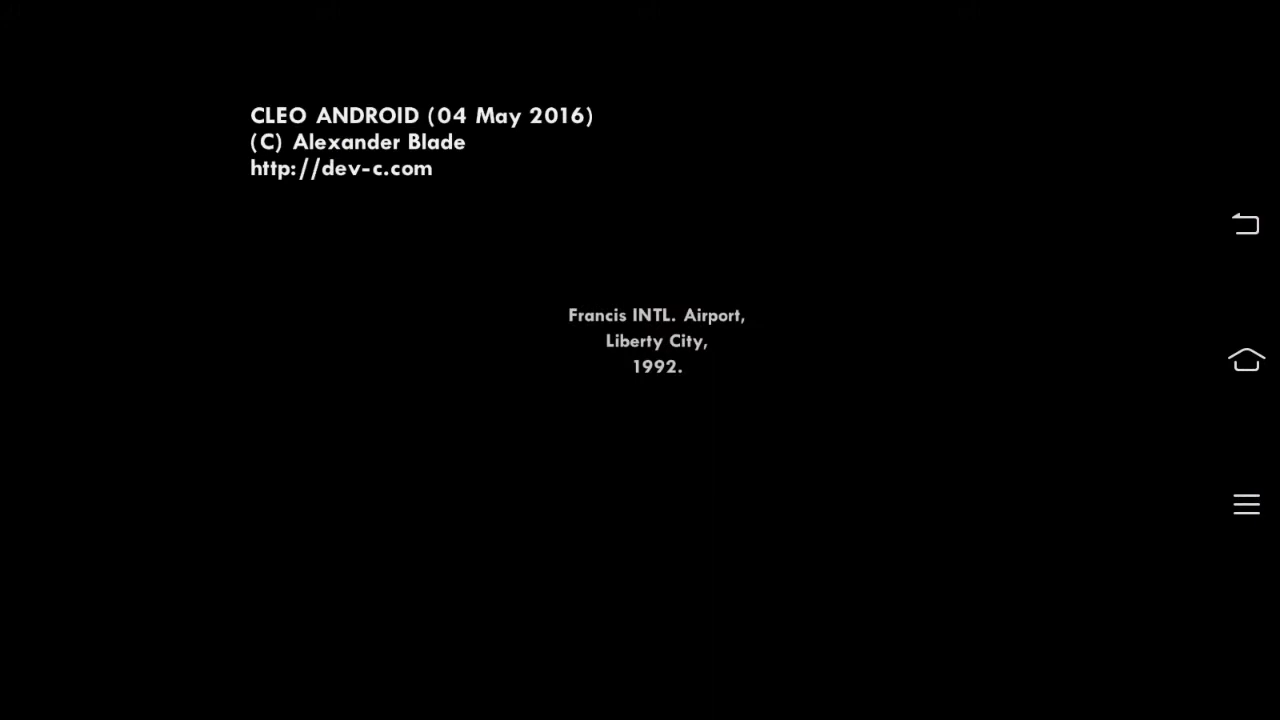 CLEO ANDROID (04 May 2016)
(C) Alexander Blade
http://dev-c.com
Francis INTL. Airport,
Liberty City,
1992.